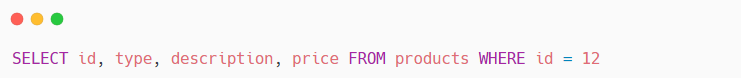 SELECT id, type, description, price FROM products WHERE id = 12